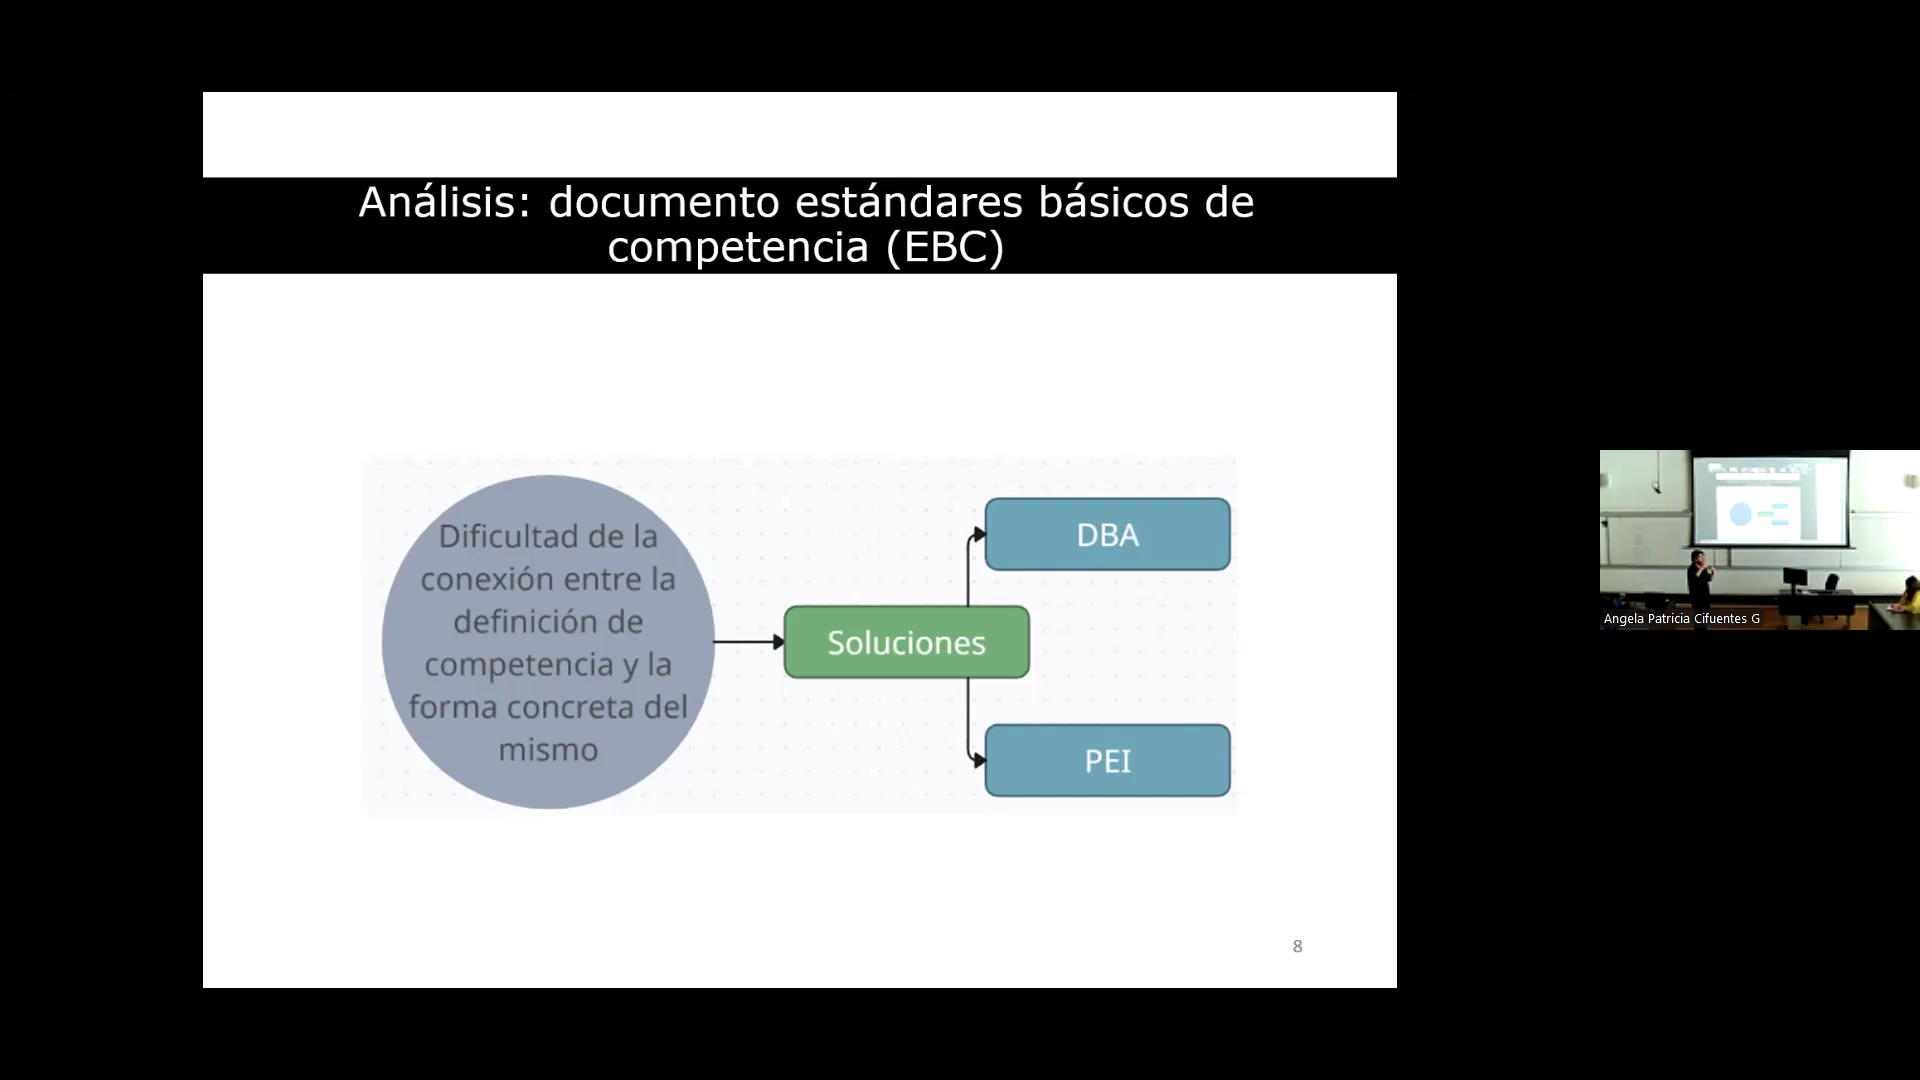 Análisis: documento estándares básicos de
competencia (EBC)
Dificultad de la
conexión entre la
definición de
competencia y la
forma concreta del
mismo
Soluciones
DBA
PEI
8
Angela Patricia Cifuentes G